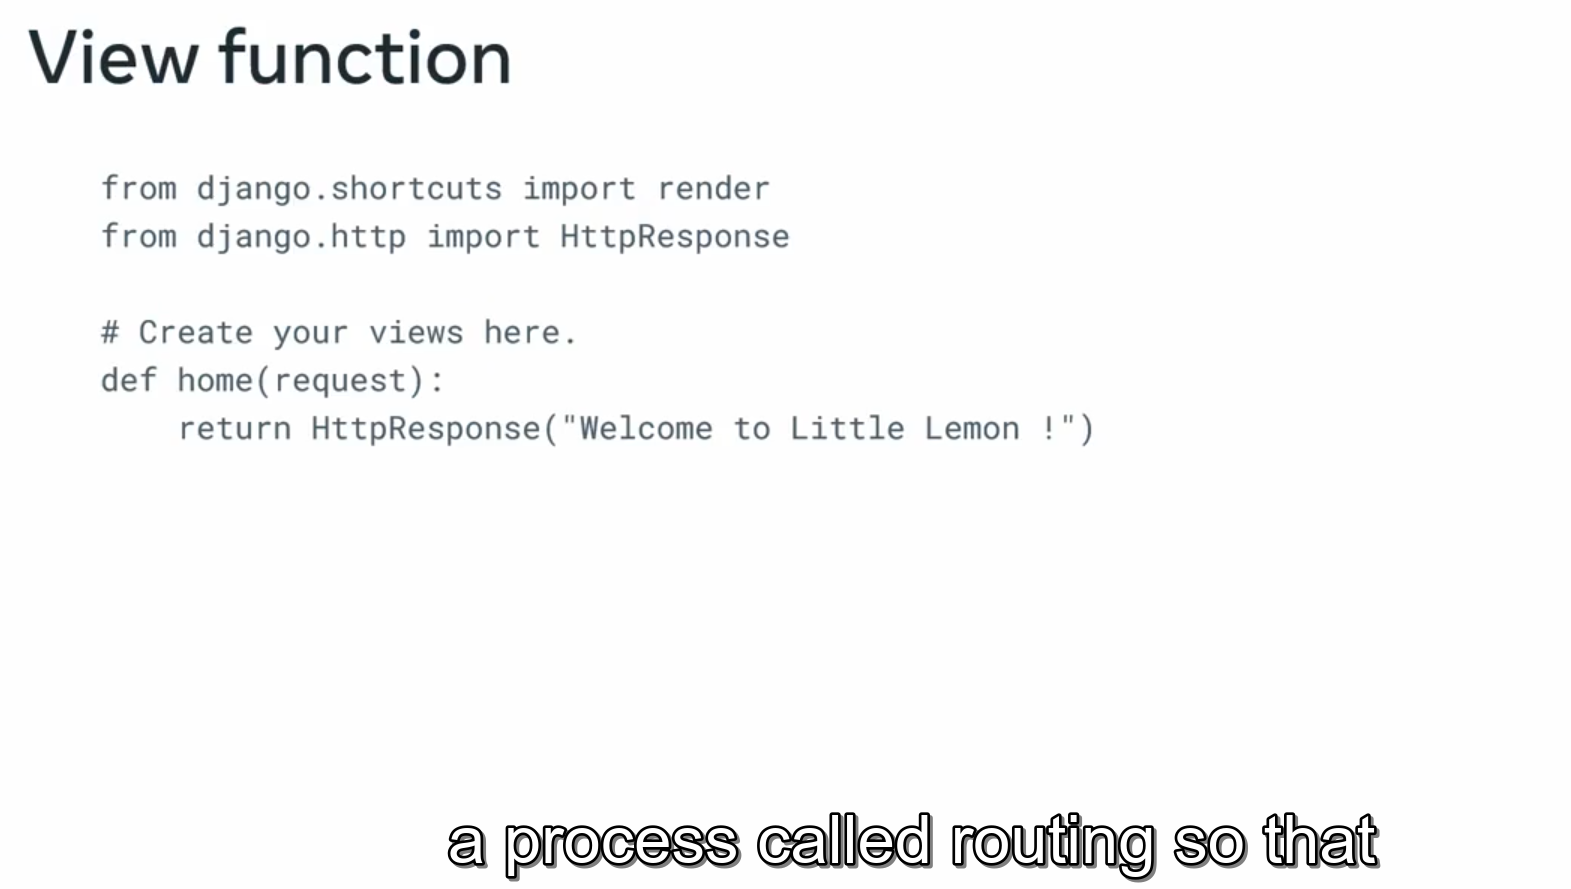 View function
from django.shortcuts import render
from django.http import HttpResponse
# Create your views here.
def home(request):
    return HttpResponse("Welcome to Little Lemon !")
a process called routing so that